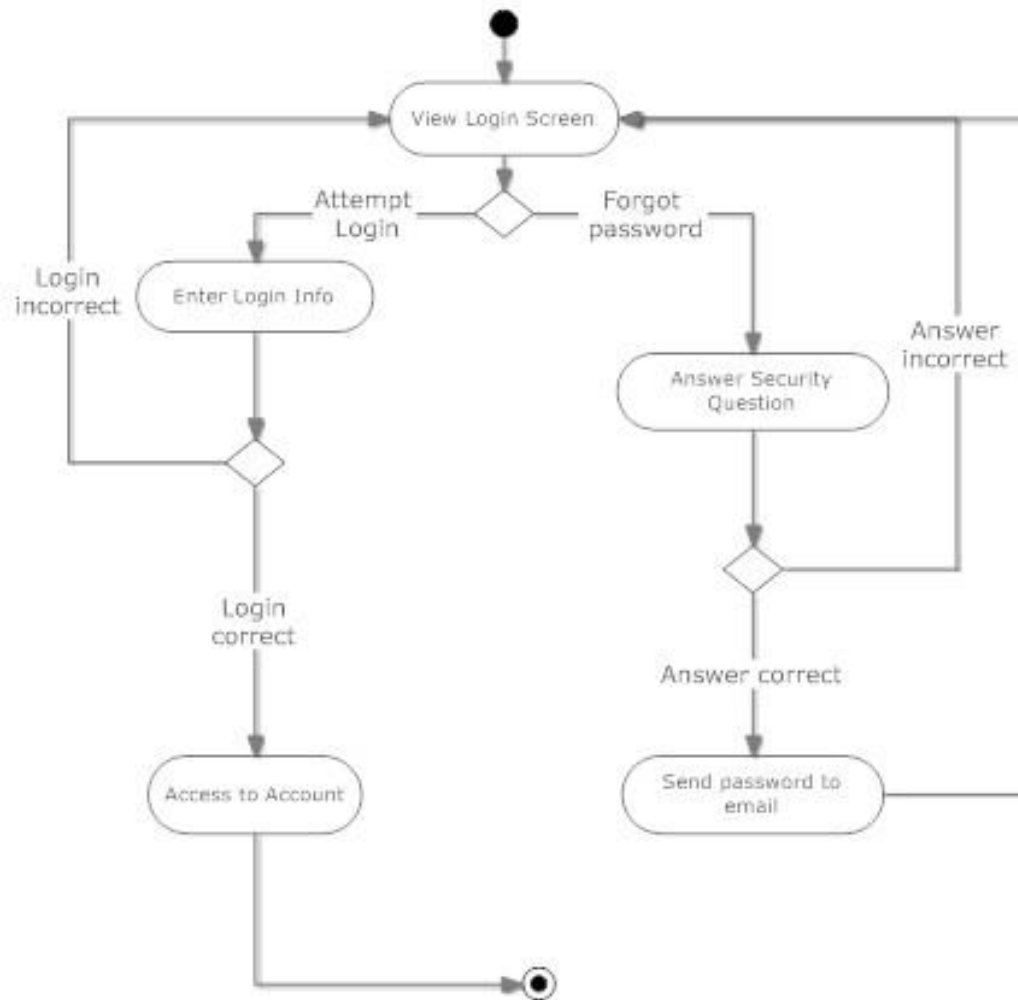 View Login Screen
Attempt
Login
Forgot
password
Login
incorrect
Enter Login Info
Answer
incorrect
Answer Security
Question
Login
correct
Answer correct
Access to Account
Send password to
email